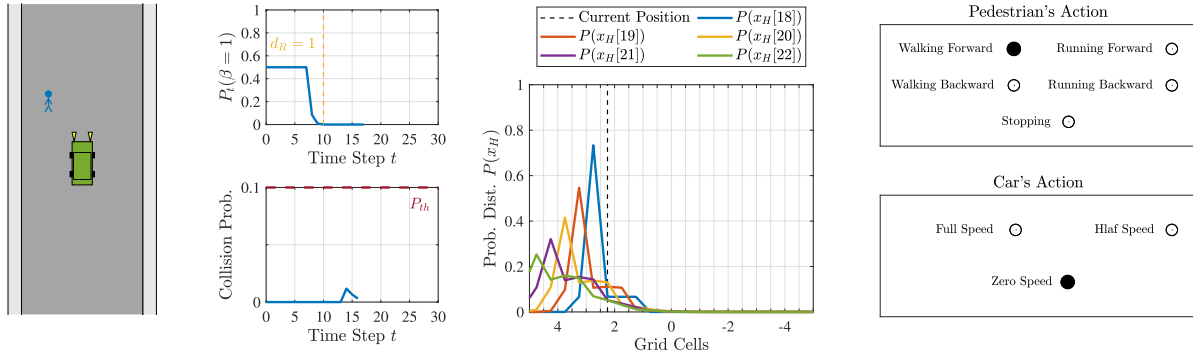 P_t(β = 1)
1
0.8
0.6
0.4
0.2
0
d_R = 1
0 5 10 15 20 25 30
Time Step t
Collision Prob.
0.1
0
P_th
0 5 10 15 20 25 30
Time Step t
Current Position P(x_H[18])
P(x_H[19]) P(x_H[20])
P(x_H[21]) P(x_H[22])
Prob. Dist. P(x_H)
1
0.8
0.6
0.4
0.2
0
4 2 0 -2 -4
Grid Cells
Pedestrian's Action
Walking Forward Running Forward
Walking Backward Running Backward
Stopping
Car's Action
Full Speed Hlaf Speed
Zero Speed